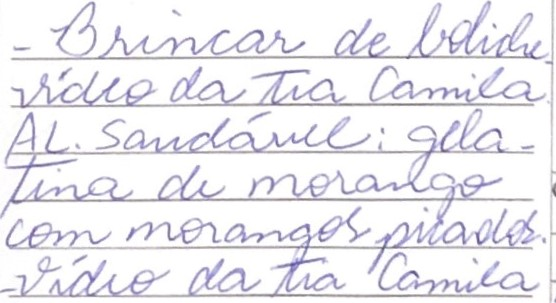 - Brincar de boliche
vídeo da tia Camila
AL. Saudável: gela-
tina de morango
com morangos picados.
- Vídeo da tia Camila